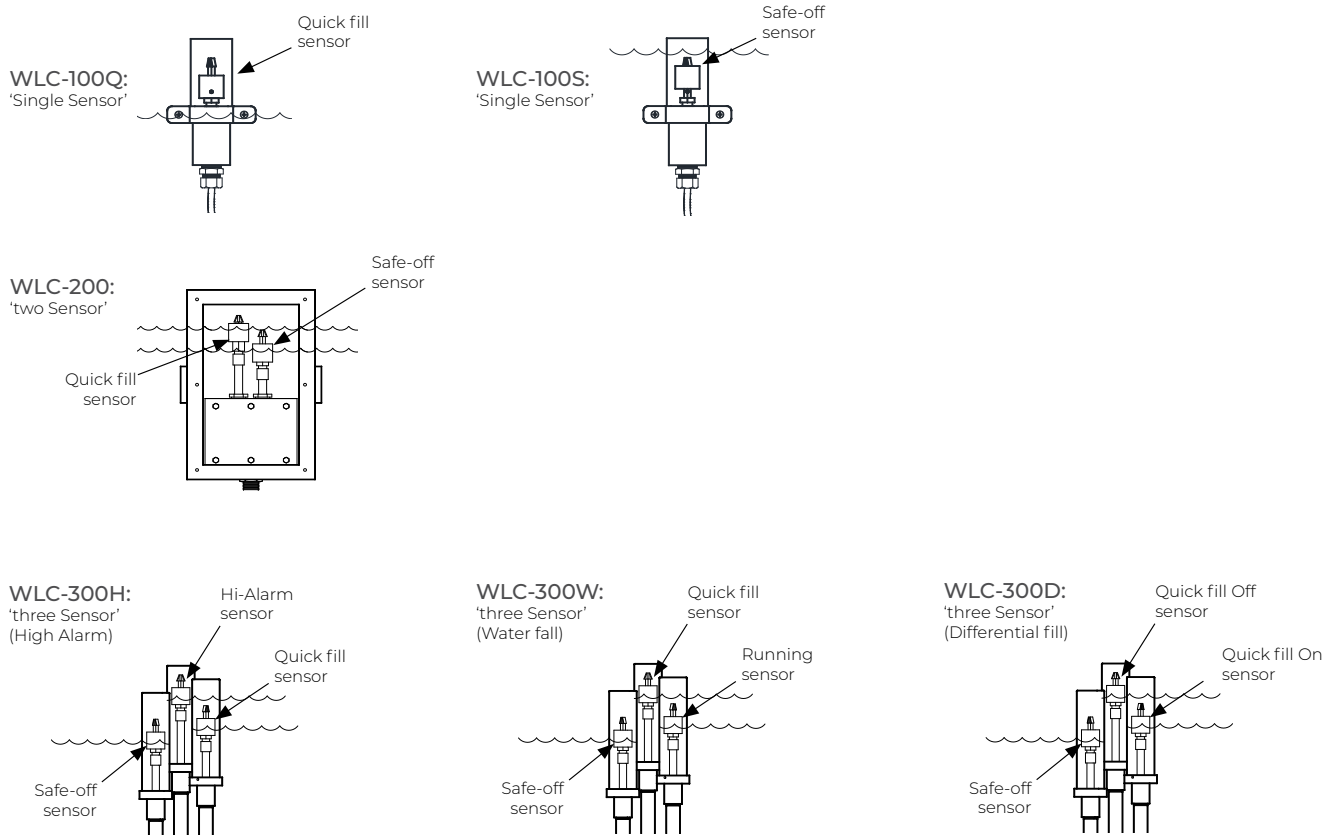 Quick fill
sensor
WLC-100Q:
‘Single Sensor’
Safe-off
sensor
WLC-100S:
‘Single Sensor’
WLC-200:
‘two Sensor’
Safe-off
sensor
Quick fill
sensor
WLC-300H:
‘three Sensor’
(High Alarm)
Hi-Alarm
sensor
Quick fill
sensor
Safe-off
sensor
WLC-300W:
‘three Sensor’
(Water fall)
Quick fill
sensor
Running
sensor
Safe-off
sensor
WLC-300D:
‘three Sensor’
(Differential fill)
Quick fill Off
sensor
Quick fill On
sensor
Safe-off
sensor